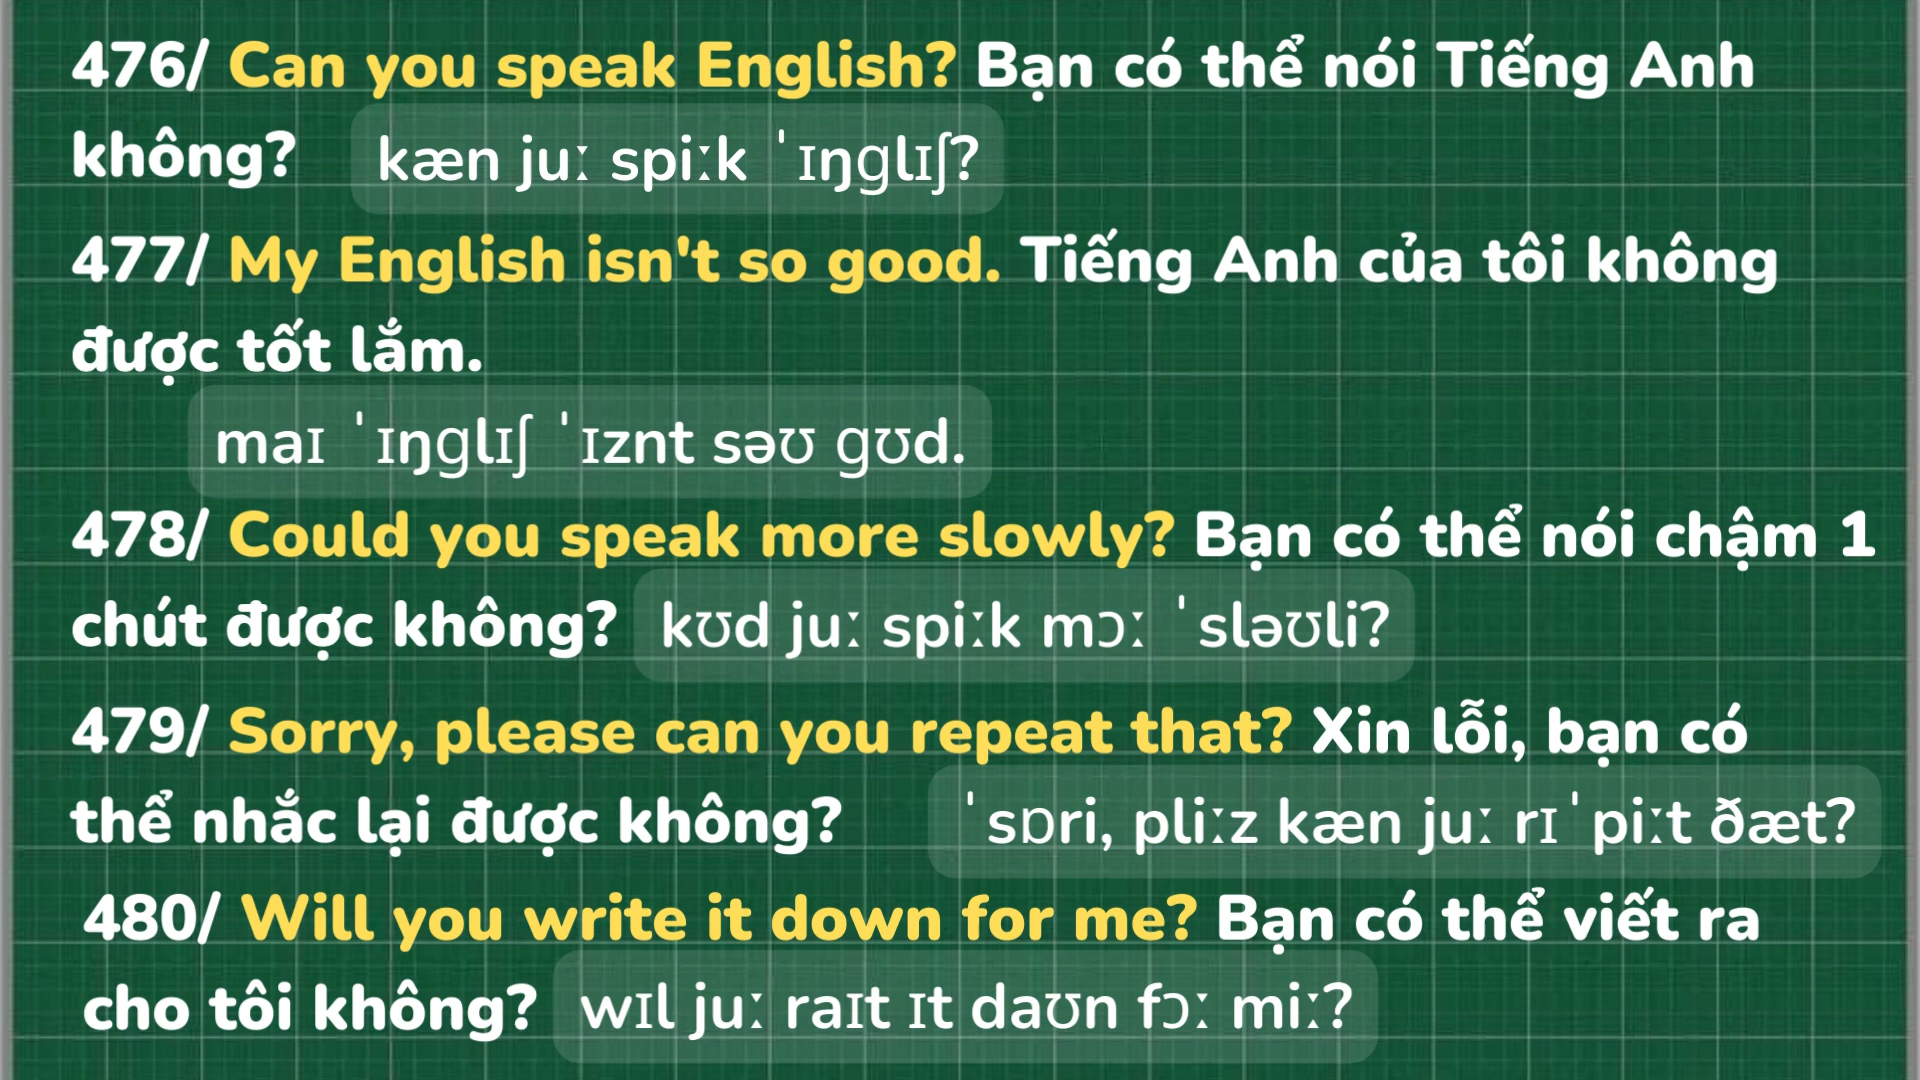 476/ Can you speak English? Bạn có thể nói Tiếng Anh
không? kæn juː spiːk ˈɪŋɡlɪʃ?
477/ My English isn't so good. Tiếng Anh của tôi không
được tốt lắm.
maɪ ˈɪŋɡlɪʃ ˈɪznt səʊ ɡʊd.
478/ Could you speak more slowly? Bạn có thể nói chậm 1
chút được không? kʊd juː spiːk mɔː ˈsləʊli?
479/ Sorry, please can you repeat that? Xin lỗi, bạn có
thể nhắc lại được không? ˈsɒri, pliːz kæn juː rɪˈpiːt ðæt?
480/ Will you write it down for me? Bạn có thể viết ra
cho tôi không? wɪl juː raɪt ɪt daʊn fɔː miː?